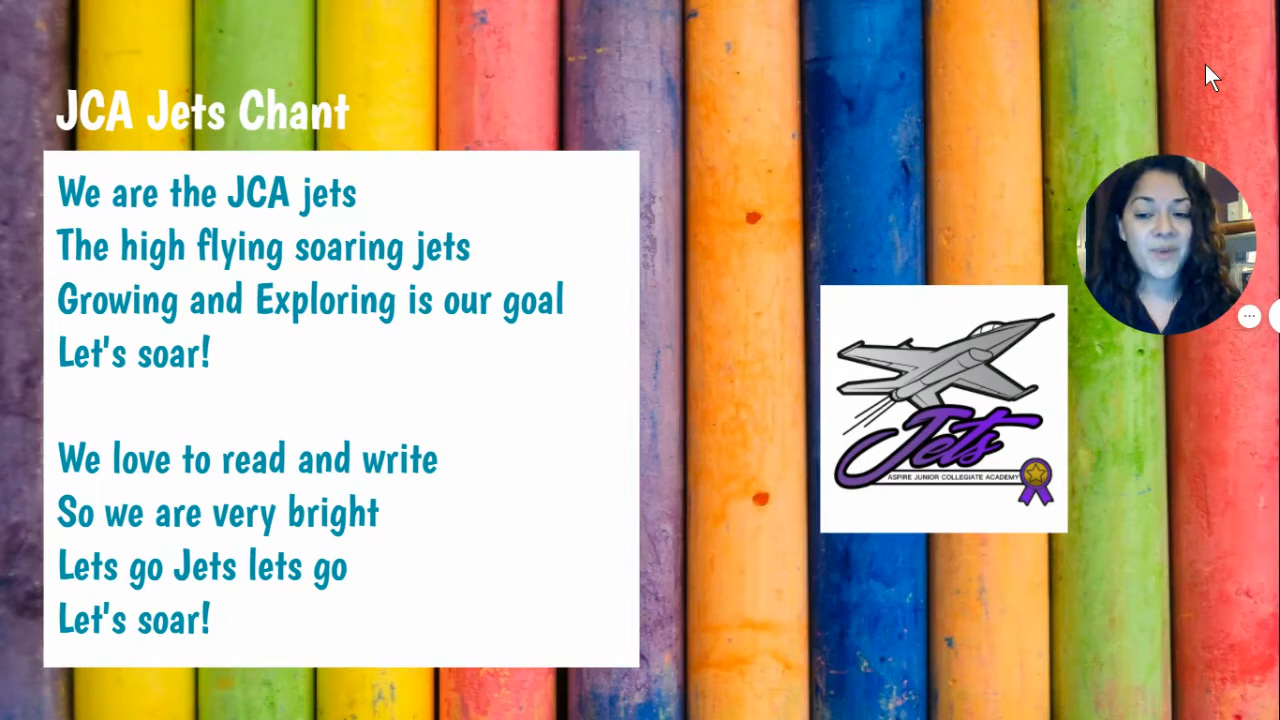 JCA Jets Chant
We are the JCA jets
The high flying soaring jets
Growing and Exploring is our goal
Let's soar!
We love to read and write
So we are very bright
Lets go Jets lets go
Let's soar!
Jets
ASPIRE JUNIOR COLLEGIATE ACADEMY